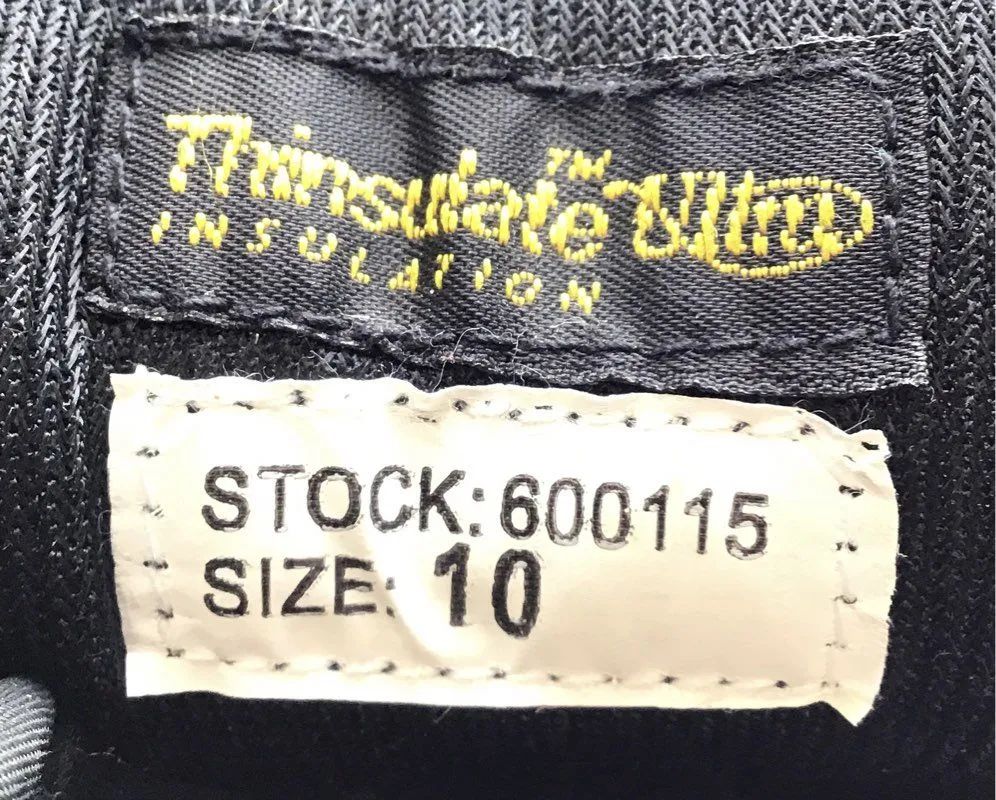 Thinsulate™ Ultra
INSULATION
STOCK: 600115
SIZE: 10